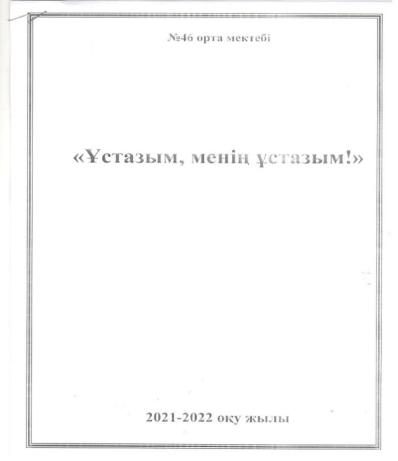 №46 орта мектебі
«Ұстазым, менің ұстазым!»
2021-2022 оқу жылы